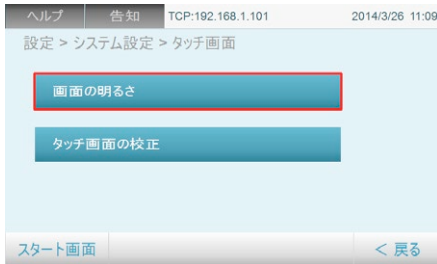 ヘルプ 告知 TCP:192.168.1.101 2014/3/26 11:09
設定 > システム設定 > タッチ画面
画面の明るさ
タッチ画面の校正
スタート画面 < 戻る